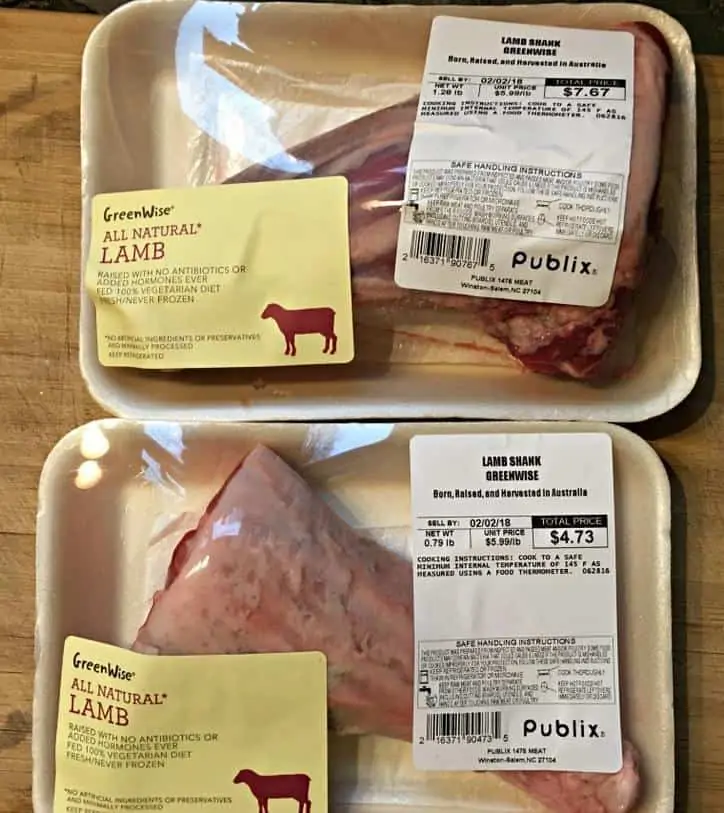 LAMB SHANK
GREENWISE
Born, Raised, and Harvested in Australia
SELL BY: 02/02/18 TOTAL PRICE
NET WT UNIT PRICE $7.67
1.28 lb $5.99/lb
COOKING INSTRUCTIONS: COOK TO A SAFE
MINIMUM INTERNAL TEMPERATURE OF 145 F AS
MEASURED USING A FOOD THERMOMETER. 062816
SAFE HANDLING INSTRUCTIONS
COOK THOROUGHLY
2 16371 90767 5
Publix
PUBLIX 1476 MEAT
Winston-Salem, NC 27104
GreenWise
ALL NATURAL*
LAMB
RAISED WITH NO ANTIBIOTICS OR
ADDED HORMONES EVER
FED 100% VEGETARIAN DIET
FRESH/NEVER FROZEN
*NO ARTIFICIAL INGREDIENTS OR PRESERVATIVES
AND MINIMALLY PROCESSED
KEEP REFRIGERATED
LAMB SHANK
GREENWISE
Born, Raised, and Harvested in Australia
SELL BY: 02/02/18 TOTAL PRICE
NET WT UNIT PRICE $4.73
0.79 lb $5.99/lb
COOKING INSTRUCTIONS: COOK TO A SAFE
MINIMUM INTERNAL TEMPERATURE OF 145 F AS
MEASURED USING A FOOD THERMOMETER. 062816
SAFE HANDLING INSTRUCTIONS
COOK THOROUGHLY
2 16371 90473 5
Publix
PUBLIX 1476 MEAT
Winston-Salem, NC 27104
GreenWise
ALL NATURAL*
LAMB
RAISED WITH NO ANTIBIOTICS OR
ADDED HORMONES EVER
FED 100% VEGETARIAN DIET
FRESH/NEVER FROZEN
*NO ARTIFICIAL INGREDIENTS OR PRESERVATIVES
AND MINIMALLY PROCESSED